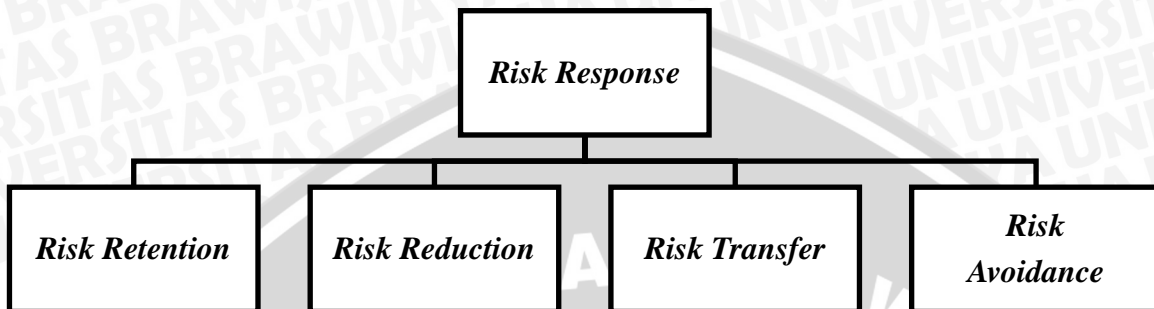 Risk Response
Risk Retention
Risk Reduction
Risk Transfer
Risk
Avoidance